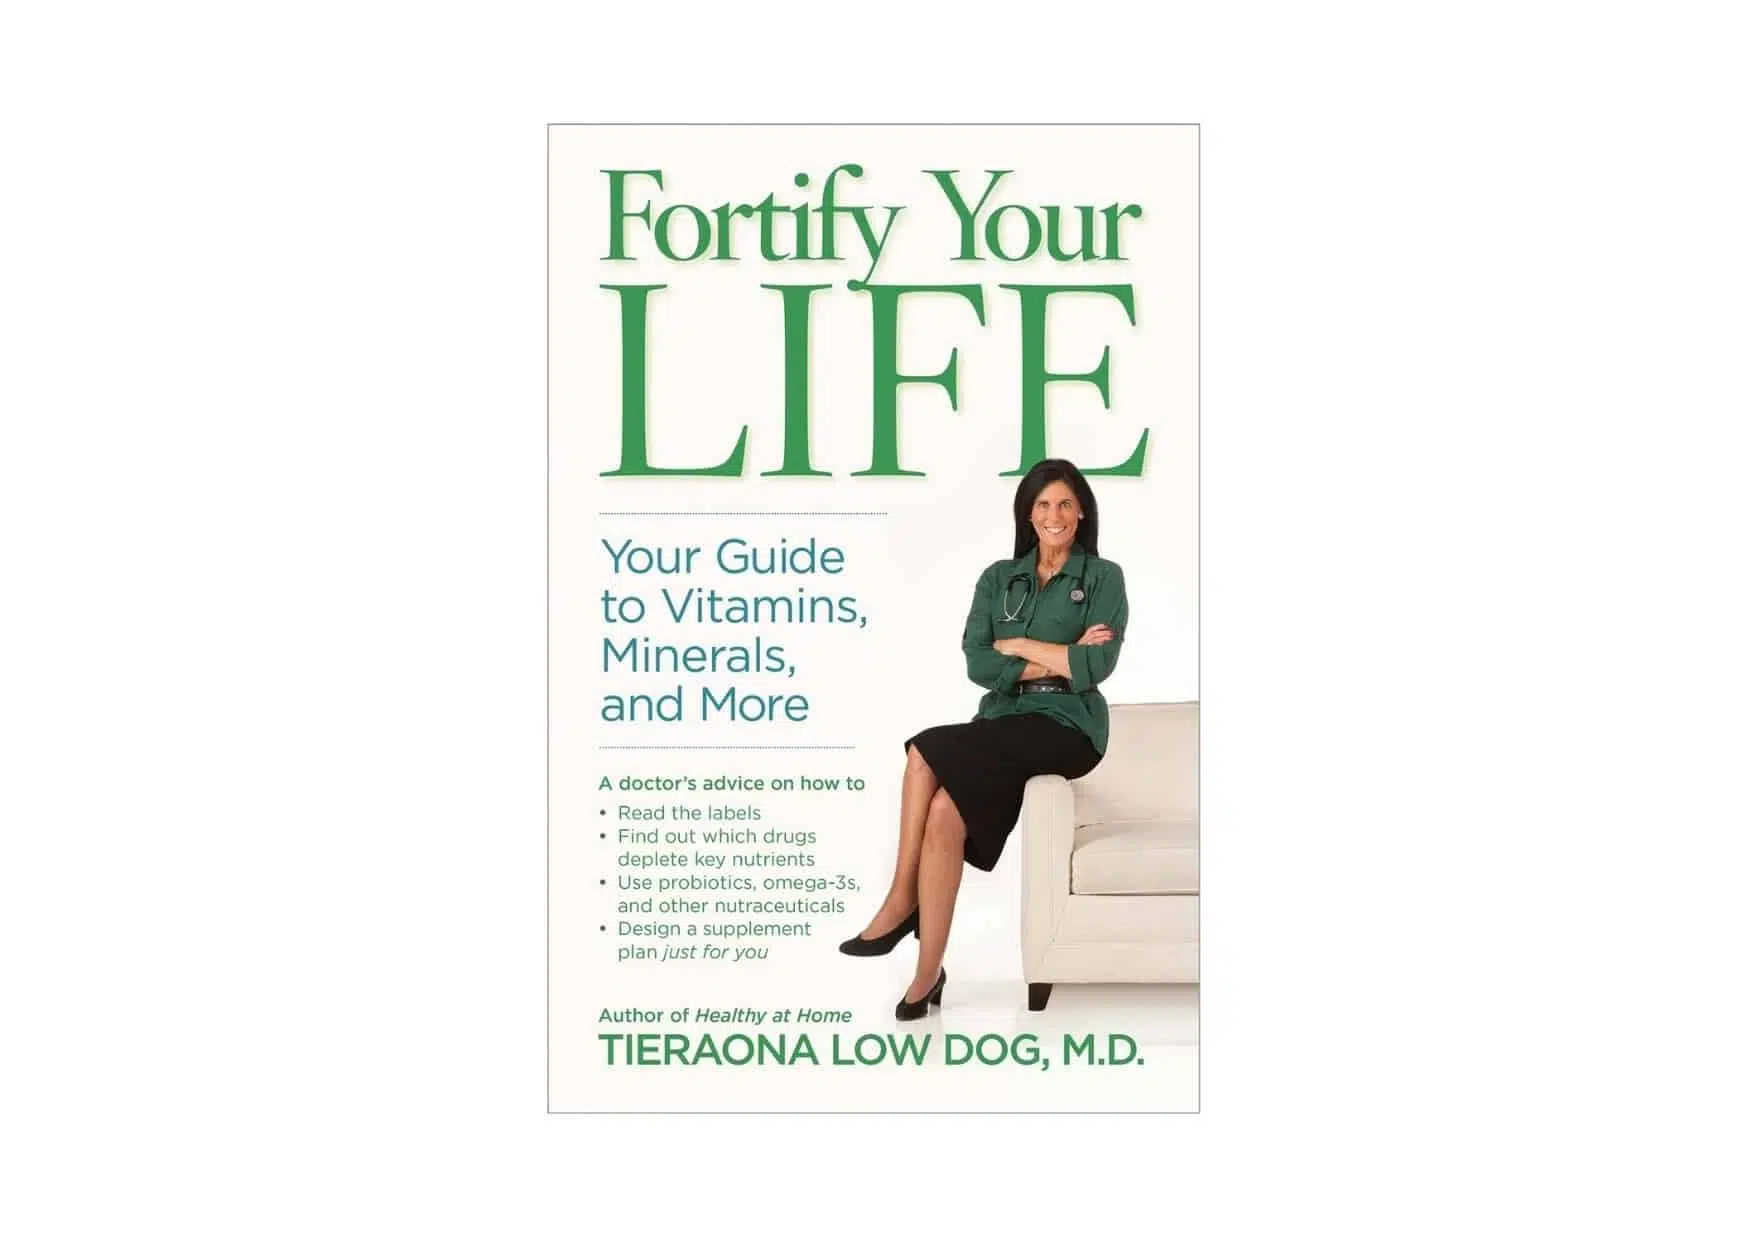 Fortify Your
LIFE
Your Guide
to Vitamins,
Minerals,
and More
A doctor's advice on how to
• Read the labels
• Find out which drugs
deplete key nutrients
• Use probiotics, omega-3s,
and other nutraceuticals
• Design a supplement
plan just for you
Author of Healthy at Home
TIERAONA LOW DOG, M.D.